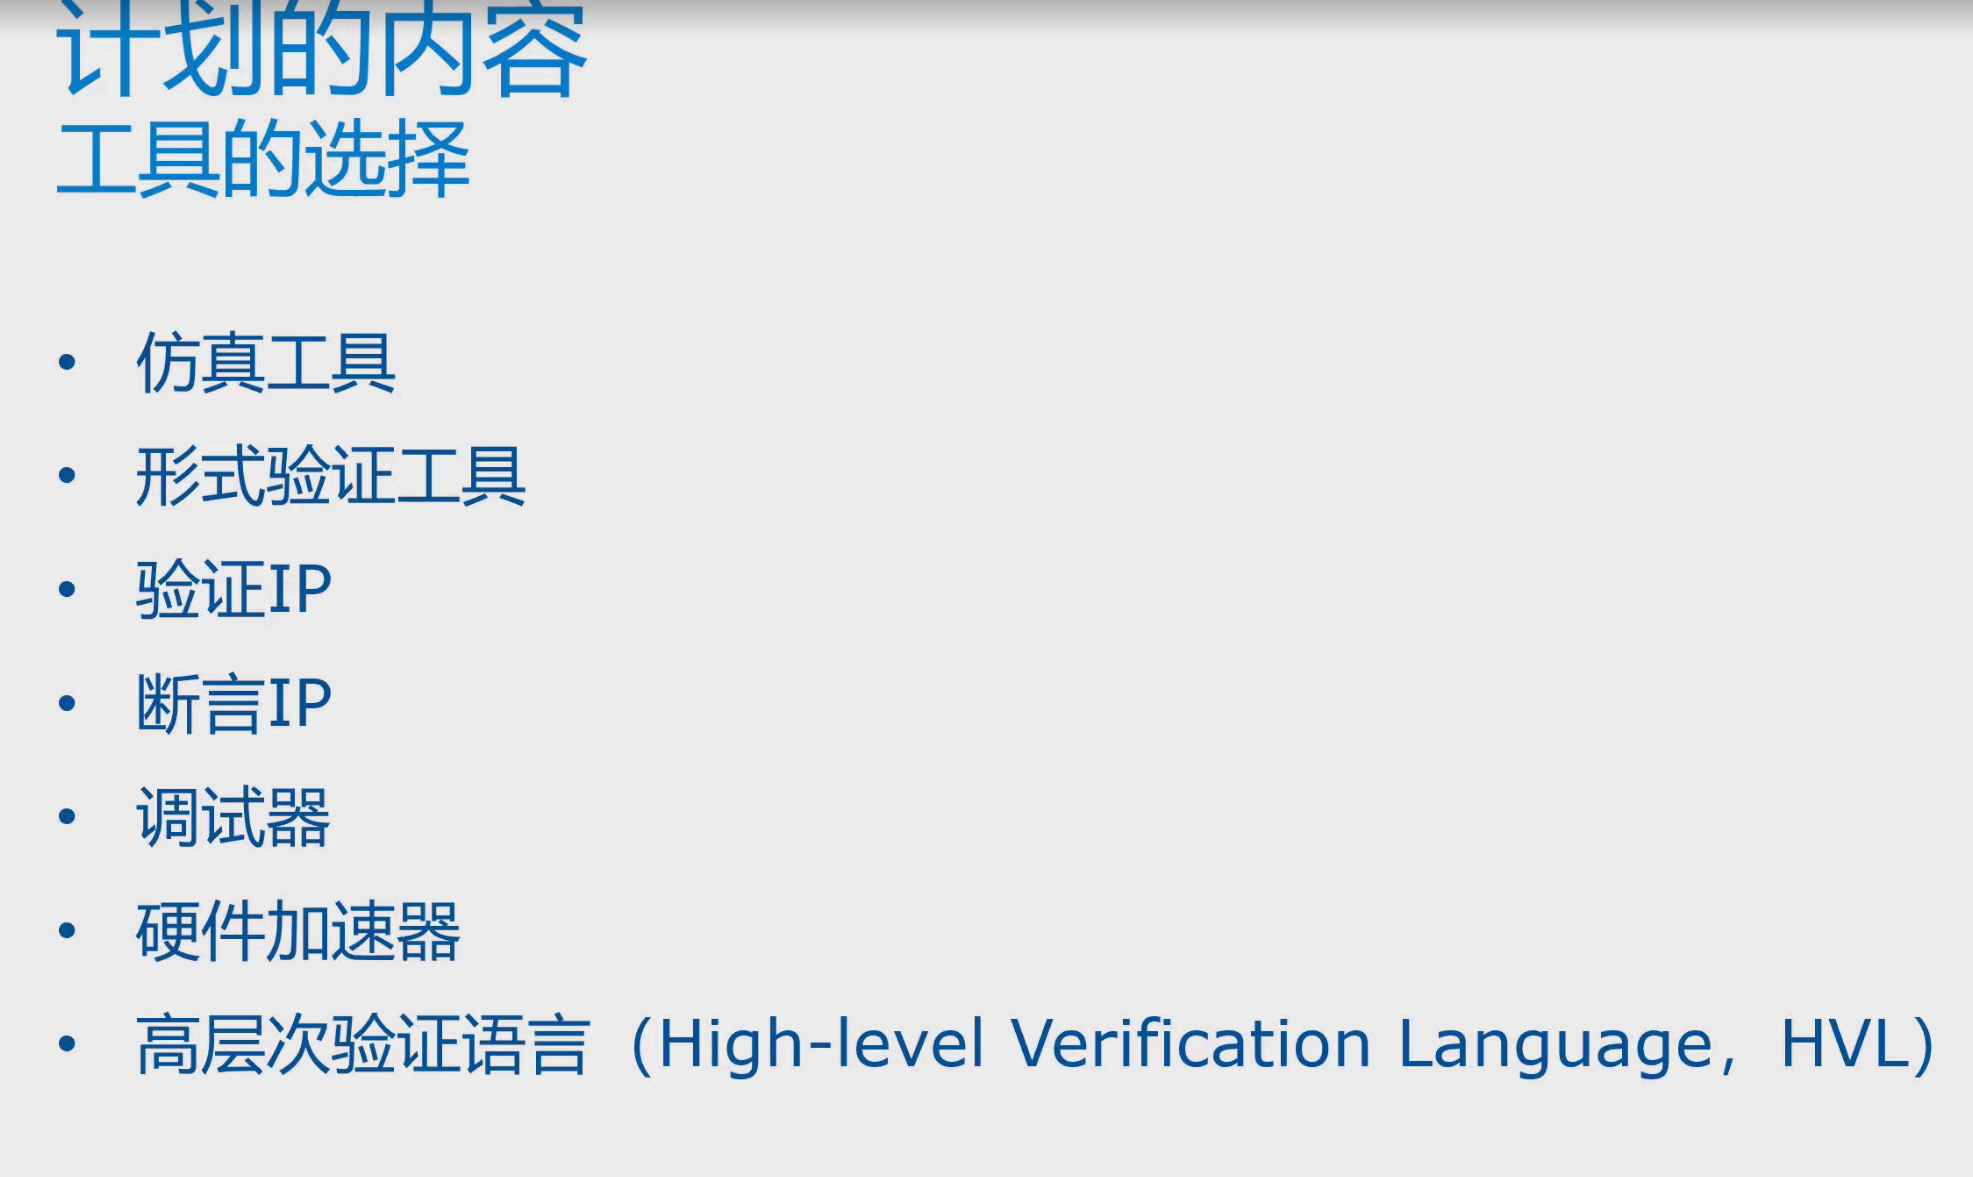 计划的内容
工具的选择
• 仿真工具
• 形式验证工具
• 验证IP
• 断言IP
• 调试器
• 硬件加速器
• 高层次验证语言（High-level Verification Language，HVL）